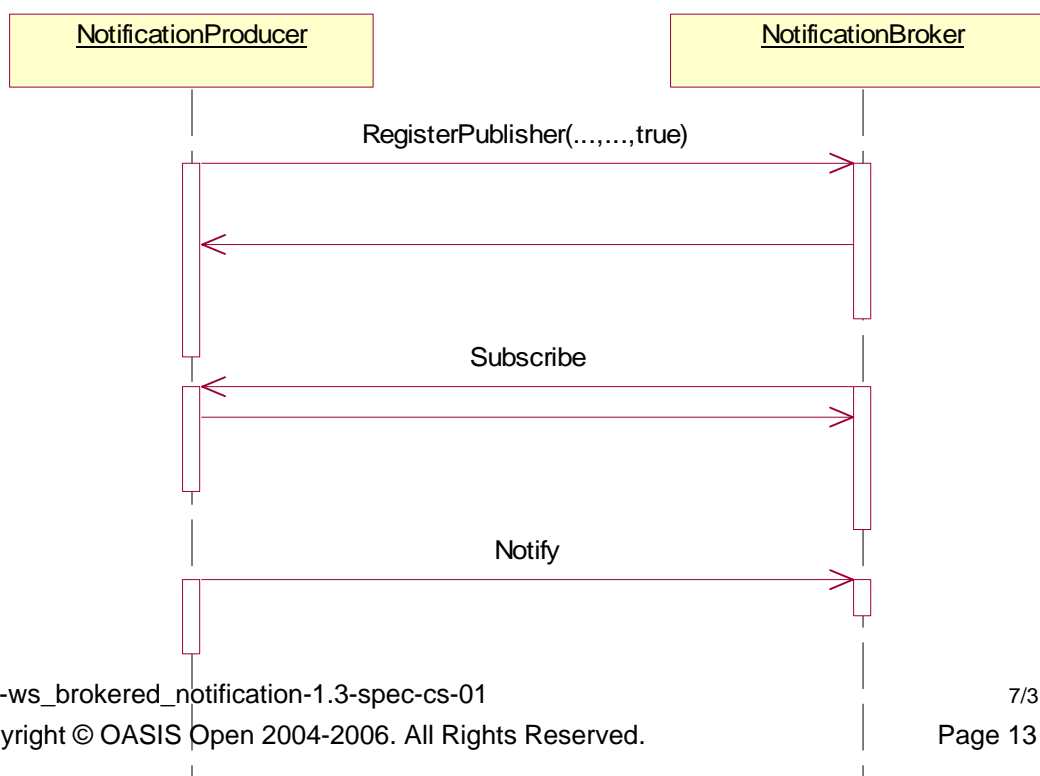 NotificationProducer NotificationBroker
RegisterPublisher(...,...,true)
Subscribe
Notify
-ws_brokered_notification-1.3-spec-cs-01 7/3
yright © OASIS Open 2004-2006. All Rights Reserved. Page 13